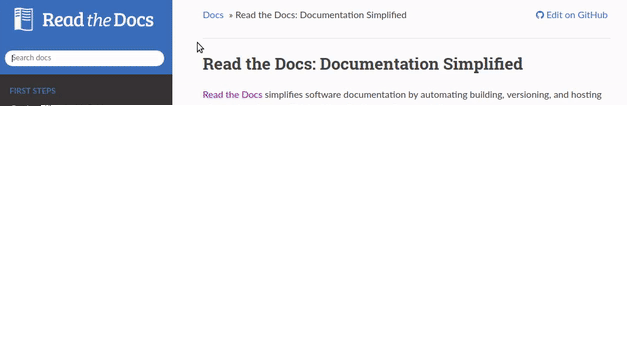 Read the Docs
Search docs
FIRST STEPS
Docs » Read the Docs: Documentation Simplified
Edit on GitHub
Read the Docs: Documentation Simplified
Read the Docs simplifies software documentation by automating building, versioning, and hosting